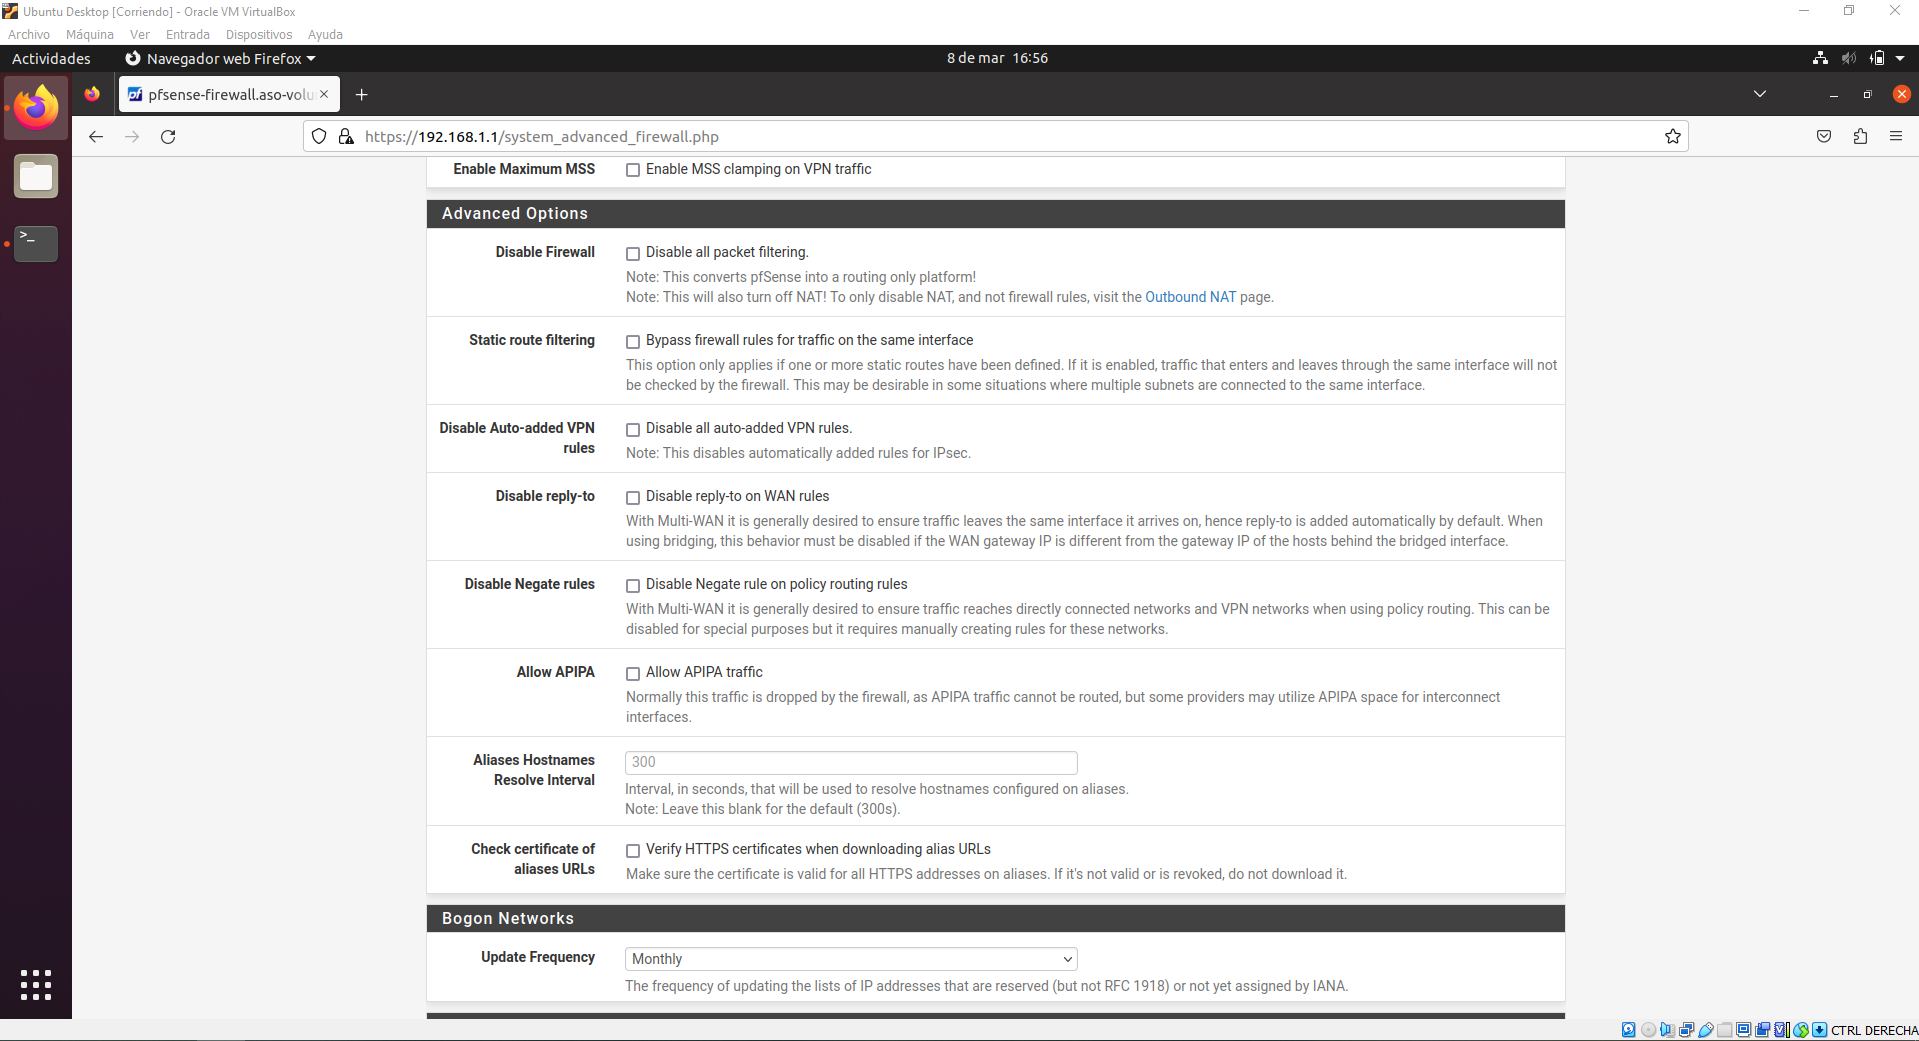 Ubuntu Desktop [Corriendo] - Oracle VM VirtualBox
Archivo Máquina Ver Entrada Dispositivos Ayuda
Actividades Navegador web Firefox 8 de mar 16:56
pfsense-firewall.aso-volu
https://192.168.1.1/system_advanced_firewall.php
Enable Maximum MSS Enable MSS clamping on VPN traffic
Advanced Options
Disable Firewall Disable all packet filtering.
Note: This converts pfSense into a routing only platform!
Note: This will also turn off NAT! To only disable NAT, and not firewall rules, visit the Outbound NAT page.
Static route filtering Bypass firewall rules for traffic on the same interface
This option only applies if one or more static routes have been defined. If it is enabled, traffic that enters and leaves through the same interface will not
be checked by the firewall. This may be desirable in some situations where multiple subnets are connected to the same interface.
Disable Auto-added VPN rules Disable all auto-added VPN rules.
Note: This disables automatically added rules for IPsec.
Disable reply-to Disable reply-to on WAN rules
With Multi-WAN it is generally desired to ensure traffic leaves the same interface it arrives on, hence reply-to is added automatically by default. When
using bridging, this behavior must be disabled if the WAN gateway IP is different from the gateway IP of the hosts behind the bridged interface.
Disable Negate rules Disable Negate rule on policy routing rules
With Multi-WAN it is generally desired to ensure traffic reaches directly connected networks and VPN networks when using policy routing. This can be
disabled for special purposes but it requires manually creating rules for these networks.
Allow APIPA Allow APIPA traffic
Normally this traffic is dropped by the firewall, as APIPA traffic cannot be routed, but some providers may utilize APIPA space for interconnect
interfaces.
Aliases Hostnames Resolve Interval 300
Interval, in seconds, that will be used to resolve hostnames configured on aliases.
Note: Leave this blank for the default (300s).
Check certificate of aliases URLs Verify HTTPS certificates when downloading alias URLs
Make sure the certificate is valid for all HTTPS addresses on aliases. If it's not valid or is revoked, do not download it.
Bogon Networks
Update Frequency Monthly
The frequency of updating the lists of IP addresses that are reserved (but not RFC 1918) or not yet assigned by IANA.
CTRL DERECHA